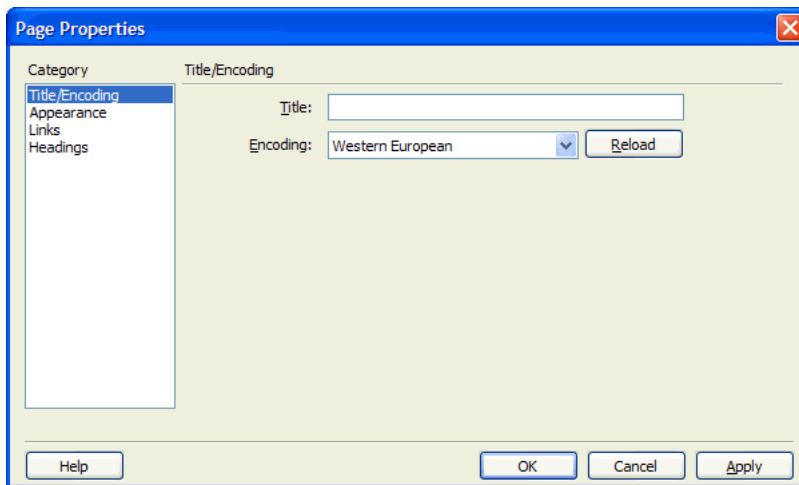 Page Properties
Category
Title/Encoding
Title/Encoding
Appearance
Links
Headings
Title:
Encoding:
Western European
Reload
Help
OK
Cancel
Apply